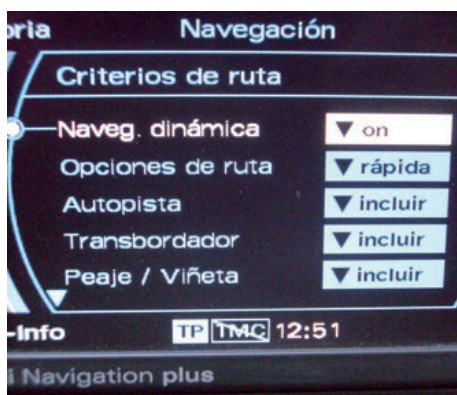 oria Navegación
Criterios de ruta
Naveg. dinámica ▼ on
Opciones de ruta ▼ rápida
Autopista ▼ incluir
Transbordador ▼ incluir
Peaje / Viñeta ▼ incluir
-Info TP TMC 12:51
i Navigation plus